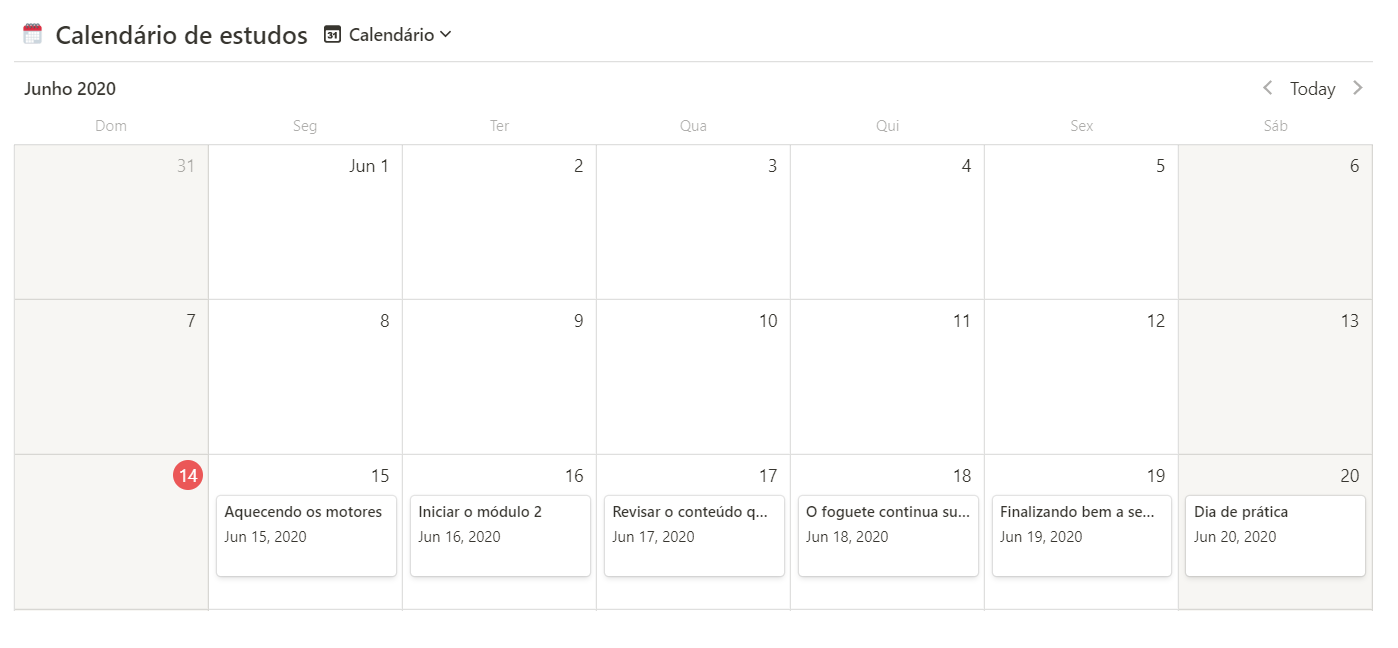 Calendário de estudos 31 Calendário
Junho 2020 Today
Dom Seg Ter Qua Qui Sex Sáb
31 Jun 1 2 3 4 5 6
7 8 9 10 11 12 13
14 15 16 17 18 19 20
Aquecendo os motores Iniciar o módulo 2 Revisar o conteúdo q... O foguete continua su... Finalizando bem a se... Dia de prática
Jun 15, 2020 Jun 16, 2020 Jun 17, 2020 Jun 18, 2020 Jun 19, 2020 Jun 20, 2020